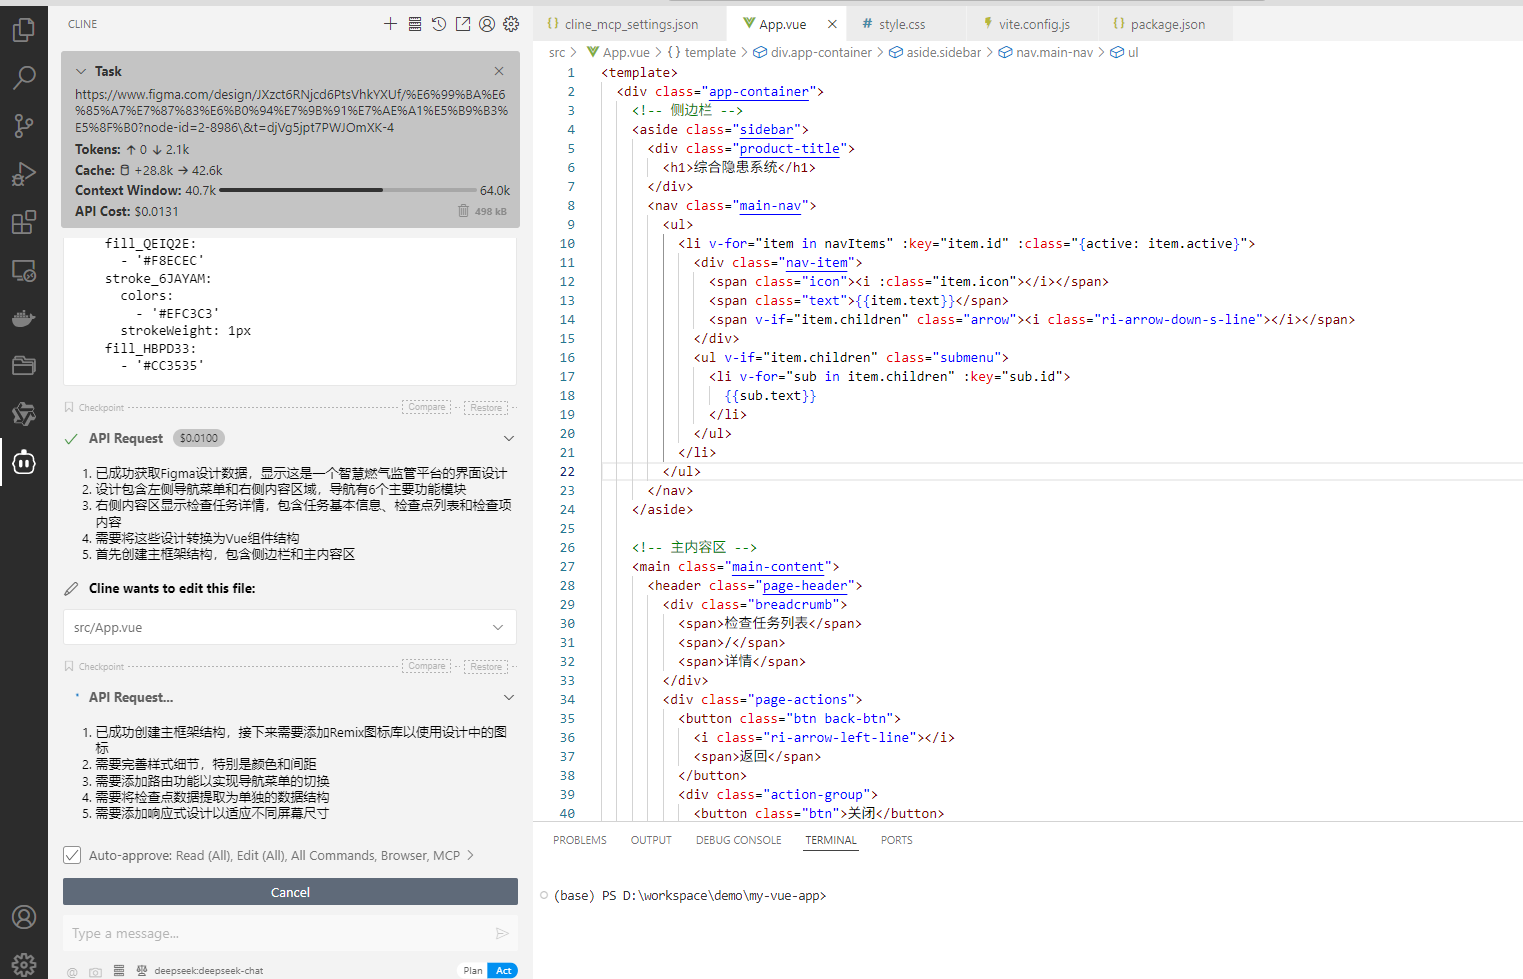 CLINE
Task
https://www.figma.com/design/JXzct6RNjcd6PtsVhkYXUf/%E6%99%BA%E6
%85%A7%E7%87%83%E6%B0%94%E7%9B%91%E7%AE%A1%E5%B9%B3%
E5%8F%B0?node-id=2-8986\&t=djVg5jpt7PWJOmXK-4
Tokens: ↑ 0 ↓ 2.1k
Cache: +28.8k → 42.6k
Context Window: 40.7k 64.0k
API Cost: $0.0131 498 kB
fill_QEIQ2E:
- '#F8ECEC'
stroke_6JAYAM:
colors:
- '#EFC3C3'
strokeWeight: 1px
fill_HBPD33:
- '#CC3535'
Checkpoint Compare Restore
API Request $0.0100
1. 已成功获取Figma设计数据，显示这是一个智慧燃气监管平台的界面设计
2. 设计包含左侧导航菜单和右侧内容区域，导航有6个主要功能模块
3. 右侧内容区显示检查任务详情，包含任务基本信息、检查点列表和检查项
内容
4. 需要将这些设计转换为Vue组件结构
5. 首先创建主框架结构，包含侧边栏和主内容区
Cline wants to edit this file:
src/App.vue
Checkpoint Compare Restore
API Request...
1. 已成功创建主框架结构，接下来需要添加Remix图标库以使用设计中的图
标
2. 需要完善样式细节，特别是颜色和间距
3. 需要添加路由功能以实现导航菜单的切换
4. 需要将检查点数据提取为单独的数据结构
5. 需要添加响应式设计以适应不同屏幕尺寸
Auto-approve: Read (All), Edit (All), All Commands, Browser, MCP >
Cancel
Type a message...
@ deepseek:deepseek-chat Plan Act
{} cline_mcp_settings.json App.vue × # style.css vite.config.js {} package.json
src > App.vue > {} template > div.app-container > aside.sidebar > nav.main-nav > ul
1 <template>
2 <div class="app-container">
3 <!-- 侧边栏 -->
4 <aside class="sidebar">
5 <div class="product-title">
6 <h1>综合隐患系统</h1>
7 </div>
8 <nav class="main-nav">
9 <ul>
10 <li v-for="item in navItems" :key="item.id" :class="{active: item.active}">
11 <div class="nav-item">
12 <span class="icon"><i :class="item.icon"></i></span>
13 <span class="text">{{item.text}}</span>
14 <span v-if="item.children" class="arrow"><i class="ri-arrow-down-s-line"></i></span>
15 </div>
16 <ul v-if="item.children" class="submenu">
17 <li v-for="sub in item.children" :key="sub.id">
18 {{sub.text}}
19 </li>
20 </ul>
21 </li>
22 </ul>
23 </nav>
24 </aside>
25
26 <!-- 主内容区 -->
27 <main class="main-content">
28 <header class="page-header">
29 <div class="breadcrumb">
30 <span>检查任务列表</span>
31 <span>/</span>
32 <span>详情</span>
33 </div>
34 <div class="page-actions">
35 <button class="btn back-btn">
36 <i class="ri-arrow-left-line"></i>
37 <span>返回</span>
38 </button>
39 <div class="action-group">
40 <button class="btn">关闭</button>
PROBLEMS OUTPUT DEBUG CONSOLE TERMINAL PORTS
(base) PS D:\workspace\demo\my-vue-app>